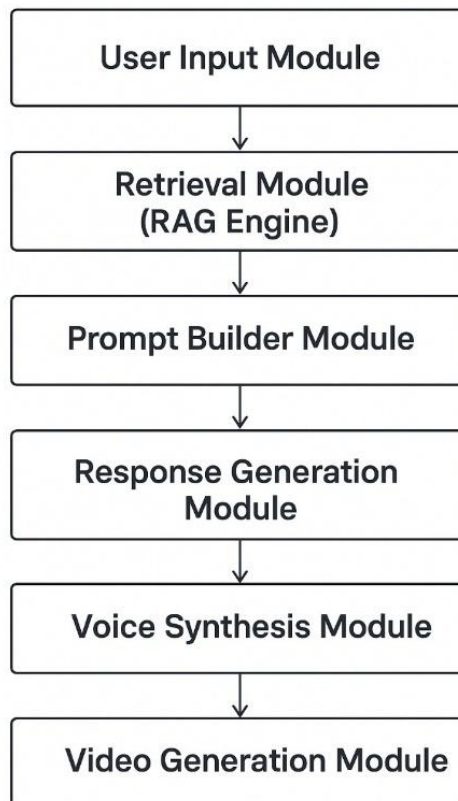 User Input Module
Retrieval Module
(RAG Engine)
Prompt Builder Module
Response Generation
Module
Voice Synthesis Module
Video Generation Module